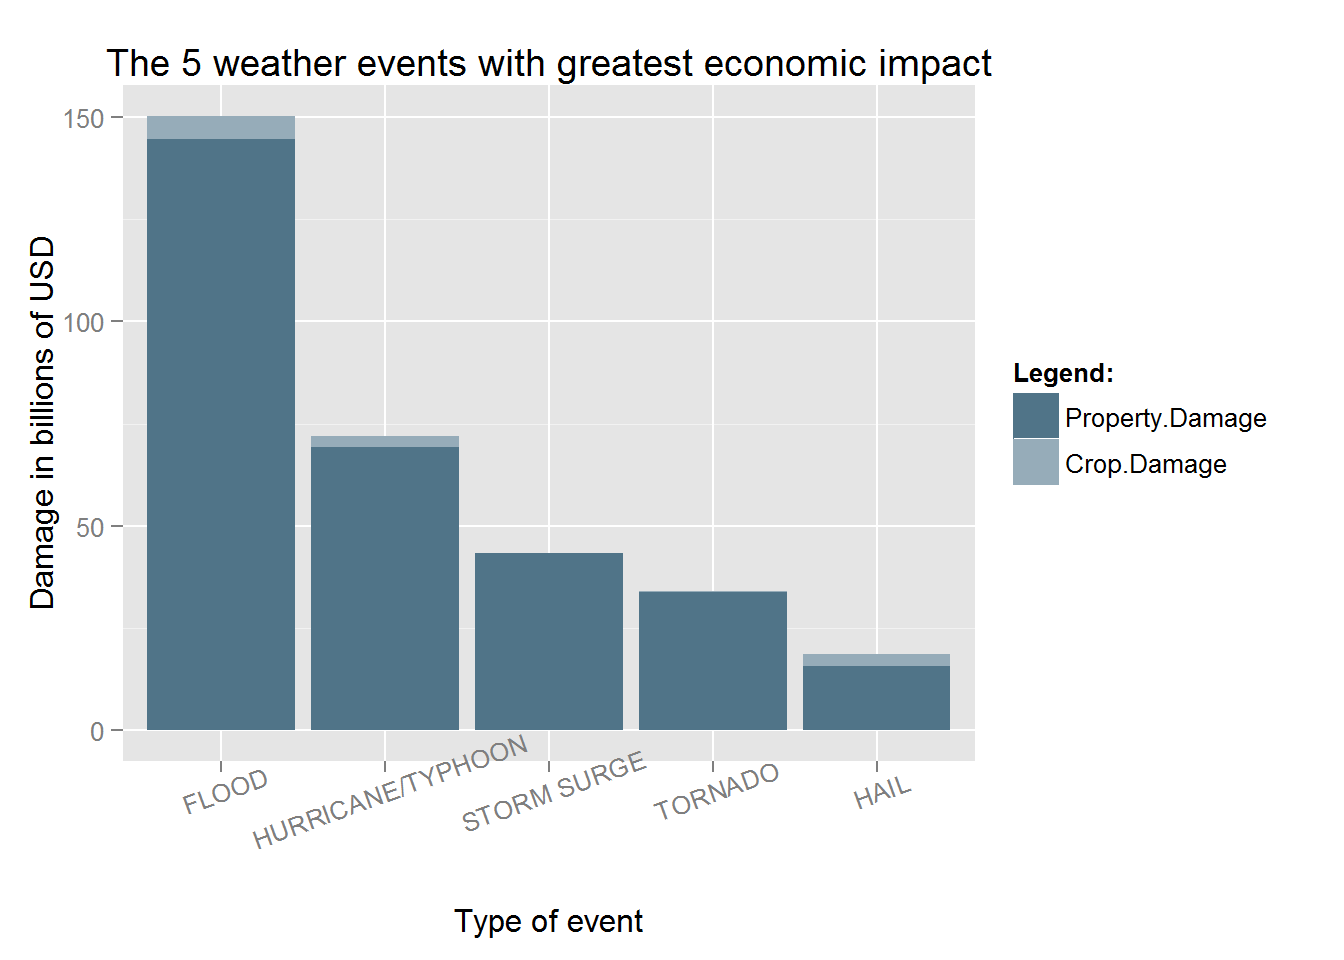 The 5 weather events with greatest economic impact
Damage in billions of USD
150
100
50
0
FLOOD
HURRICANE/TYPHOON
STORM SURGE
TORNADO
HAIL
Type of event
Legend:
Property.Damage
Crop.Damage